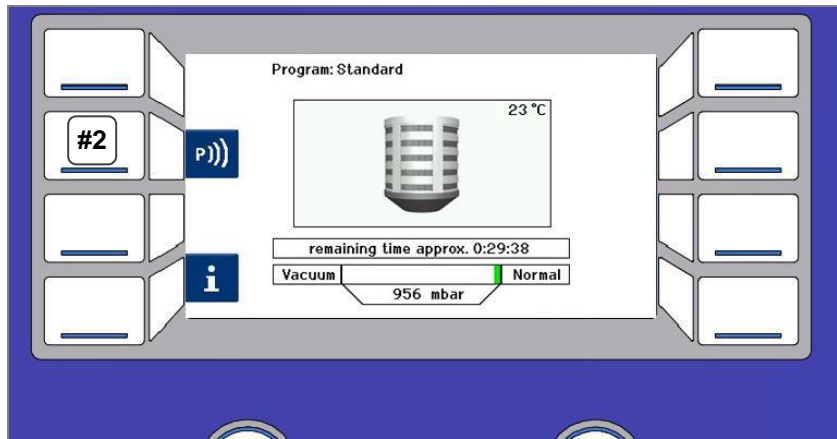 Program: Standard
23 °C
#2
P)))
remaining time approx. 0:29:38
Vacuum
Normal
956 mbar
i